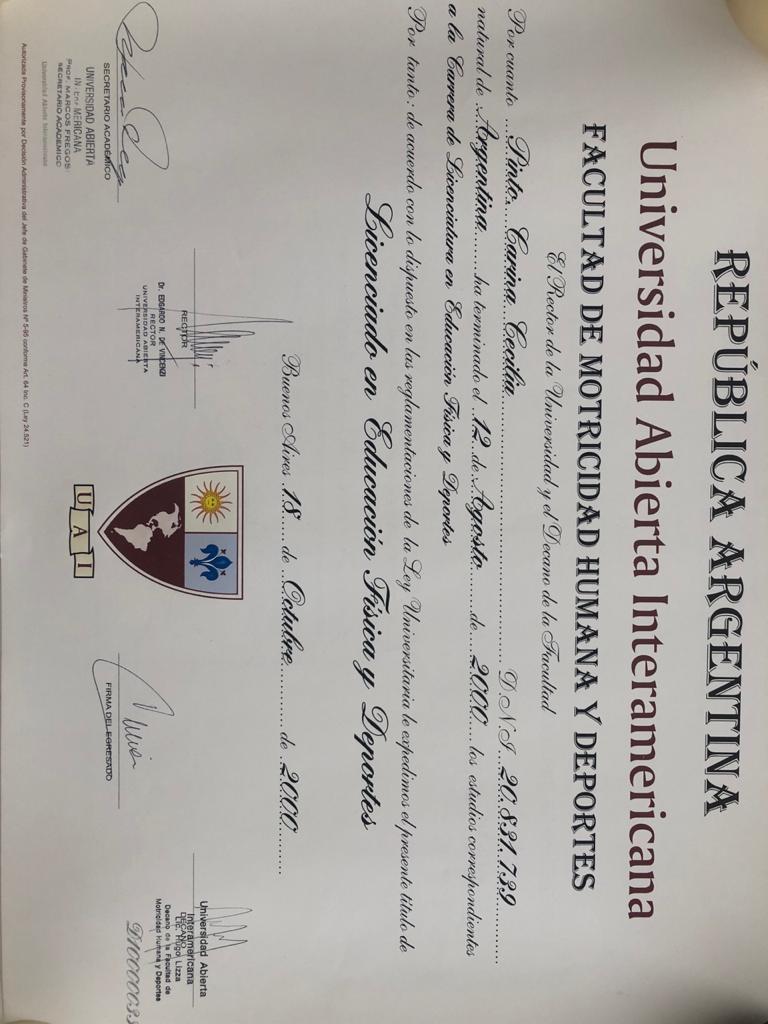 REPÚBLICA ARGENTINA
Universidad Abierta Interamericana
FACULTAD DE MOTRICIDAD HUMANA Y DEPORTES
El Rector de la Universidad y el Decano de la Facultad
Por cuanto ... Pinto, Carina Cecilia ... D.N.I. 20.831.739
natural de ... Argentina ... ha terminado el ... 12 ... de ... Agosto ... de ... 2000 ... los estudios correspondientes
a la Carrera de Licenciatura en Educación Física y Deportes
Por tanto: de acuerdo con lo dispuesto en las reglamentaciones de la Ley Universitaria le expedimos el presente título de
Licenciado en Educación Física y Deportes
Buenos Aires ... 18 ... de ... Octubre ... de ... 2000
SECRETARIO ACADÉMICO
UNIVERSIDAD ABIERTA
INTERAMERICANA
PROF. MARCOS FREGOSI
SECRETARIO ACADEMICO
Universidad Abierta Interamericana
RECTOR
Dr. EDGARDO N. DE VINCENZI
RECTOR
UNIVERSIDAD ABIERTA
INTERAMERICANA
UAI
FIRMA DEL EGRESADO
Universidad Abierta
Interamericana
DECANO
Lic. Hugo Lizza
Decano de la Facultad de
Motricidad Humana y Deportes
Autorizada Provisoriamente por Decisión Administrativa del Jefe de Gabinete de Ministros Nº 5-95 conforme Art. 64 Inc. C (Ley 24.521)